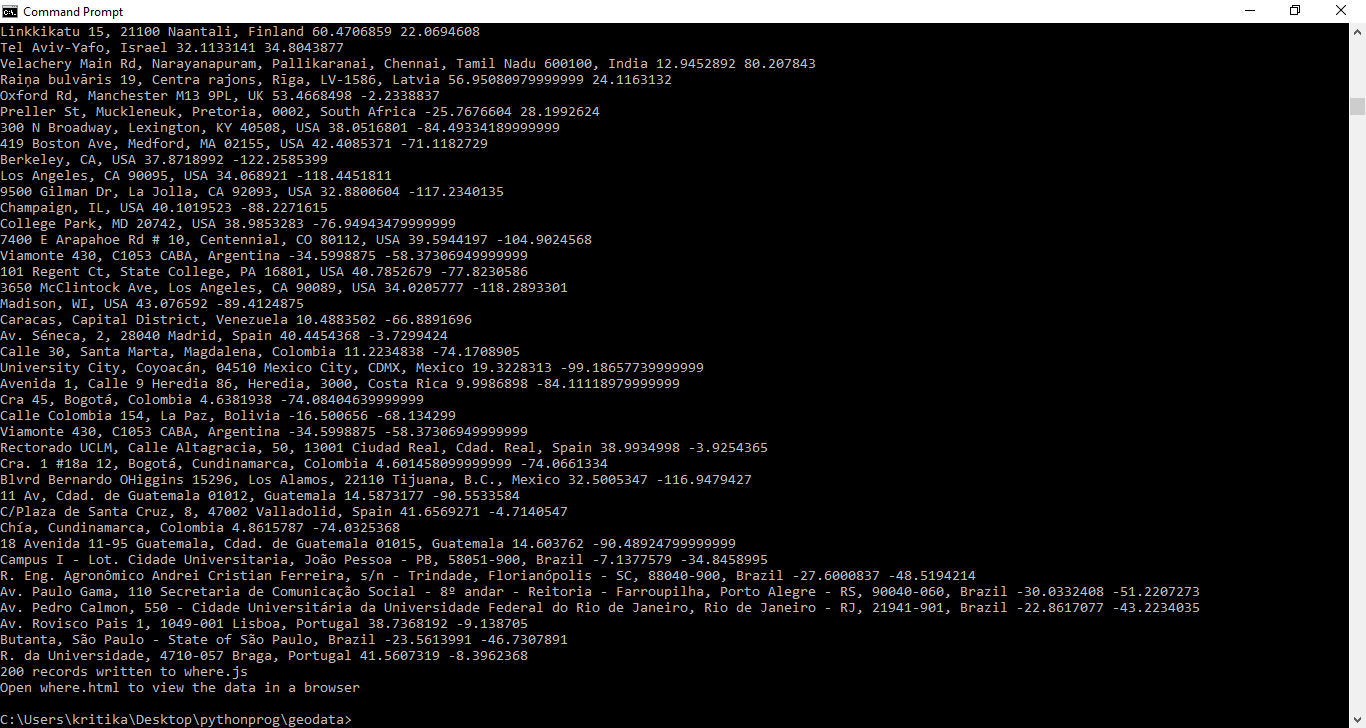 Command Prompt
Linkkikatu 15, 21100 Naantali, Finland 60.4706859 22.0694608
Tel Aviv-Yafo, Israel 32.1133141 34.8043877
Velachery Main Rd, Narayanapuram, Pallikaranai, Chennai, Tamil Nadu 600100, India 12.9452892 80.207843
Raiņa bulvāris 19, Centra rajons, Rīga, LV-1586, Latvia 56.95080979999999 24.1163132
Oxford Rd, Manchester M13 9PL, UK 53.4668498 -2.2338837
Preller St, Muckleneuk, Pretoria, 0002, South Africa -25.7676604 28.1992624
300 N Broadway, Lexington, KY 40508, USA 38.0516801 -84.49334189999999
419 Boston Ave, Medford, MA 02155, USA 42.4085371 -71.1182729
Berkeley, CA, USA 37.8718992 -122.2585399
Los Angeles, CA 90095, USA 34.068921 -118.4451811
9500 Gilman Dr, La Jolla, CA 92093, USA 32.8800604 -117.2340135
Champaign, IL, USA 40.1019523 -88.2271615
College Park, MD 20742, USA 38.9853283 -76.94943479999999
7400 E Arapahoe Rd # 10, Centennial, CO 80112, USA 39.5944197 -104.9024568
Viamonte 430, C1053 CABA, Argentina -34.5998875 -58.37306949999999
101 Regent Ct, State College, PA 16801, USA 40.7852679 -77.8230586
3650 McClintock Ave, Los Angeles, CA 90089, USA 34.0205777 -118.2893301
Madison, WI, USA 43.076592 -89.4124875
Caracas, Capital District, Venezuela 10.4883502 -66.8891696
Av. Séneca, 2, 28040 Madrid, Spain 40.4454368 -3.7299424
Calle 30, Santa Marta, Magdalena, Colombia 11.2234838 -74.1708905
University City, Coyoacán, 04510 Mexico City, CDMX, Mexico 19.3228313 -99.18657739999999
Avenida 1, Calle 9 Heredia 86, Heredia, 3000, Costa Rica 9.9986898 -84.11118979999999
Cra 45, Bogotá, Colombia 4.6381938 -74.08404639999999
Calle Colombia 154, La Paz, Bolivia -16.500656 -68.134299
Viamonte 430, C1053 CABA, Argentina -34.5998875 -58.37306949999999
Rectorado UCLM, Calle Altagracia, 50, 13001 Ciudad Real, Cdad. Real, Spain 38.9934998 -3.9254365
Cra. 1 #18a 12, Bogotá, Cundinamarca, Colombia 4.601458099999999 -74.0661334
Blvrd Bernardo OHiggins 15296, Los Alamos, 22110 Tijuana, B.C., Mexico 32.5005347 -116.9479427
11 Av, Cdad. de Guatemala 01012, Guatemala 14.5873177 -90.5533584
C/Plaza de Santa Cruz, 8, 47002 Valladolid, Spain 41.6569271 -4.7140547
Chía, Cundinamarca, Colombia 4.8615787 -74.0325368
18 Avenida 11-95 Guatemala, Cdad. de Guatemala 01015, Guatemala 14.603762 -90.48924799999999
Campus I - Lot. Cidade Universitaria, João Pessoa - PB, 58051-900, Brazil -7.1377579 -34.8458995
R. Eng. Agronômico Andrei Cristian Ferreira, s/n - Trindade, Florianópolis - SC, 88040-900, Brazil -27.6000837 -48.5194214
Av. Paulo Gama, 110 Secretaria de Comunicação Social - 8º andar - Reitoria - Farroupilha, Porto Alegre - RS, 90040-060, Brazil -30.0332408 -51.2207273
Av. Pedro Calmon, 550 - Cidade Universitária da Universidade Federal do Rio de Janeiro, Rio de Janeiro - RJ, 21941-901, Brazil -22.8617077 -43.2234035
Av. Rovisco Pais 1, 1049-001 Lisboa, Portugal 38.7368192 -9.138705
Butanta, São Paulo - State of São Paulo, Brazil -23.5613991 -46.7307891
R. da Universidade, 4710-057 Braga, Portugal 41.5607319 -8.3962368
200 records written to where.js
Open where.html to view the data in a browser
C:\Users\kritika\Desktop\pythonprog\geodata>